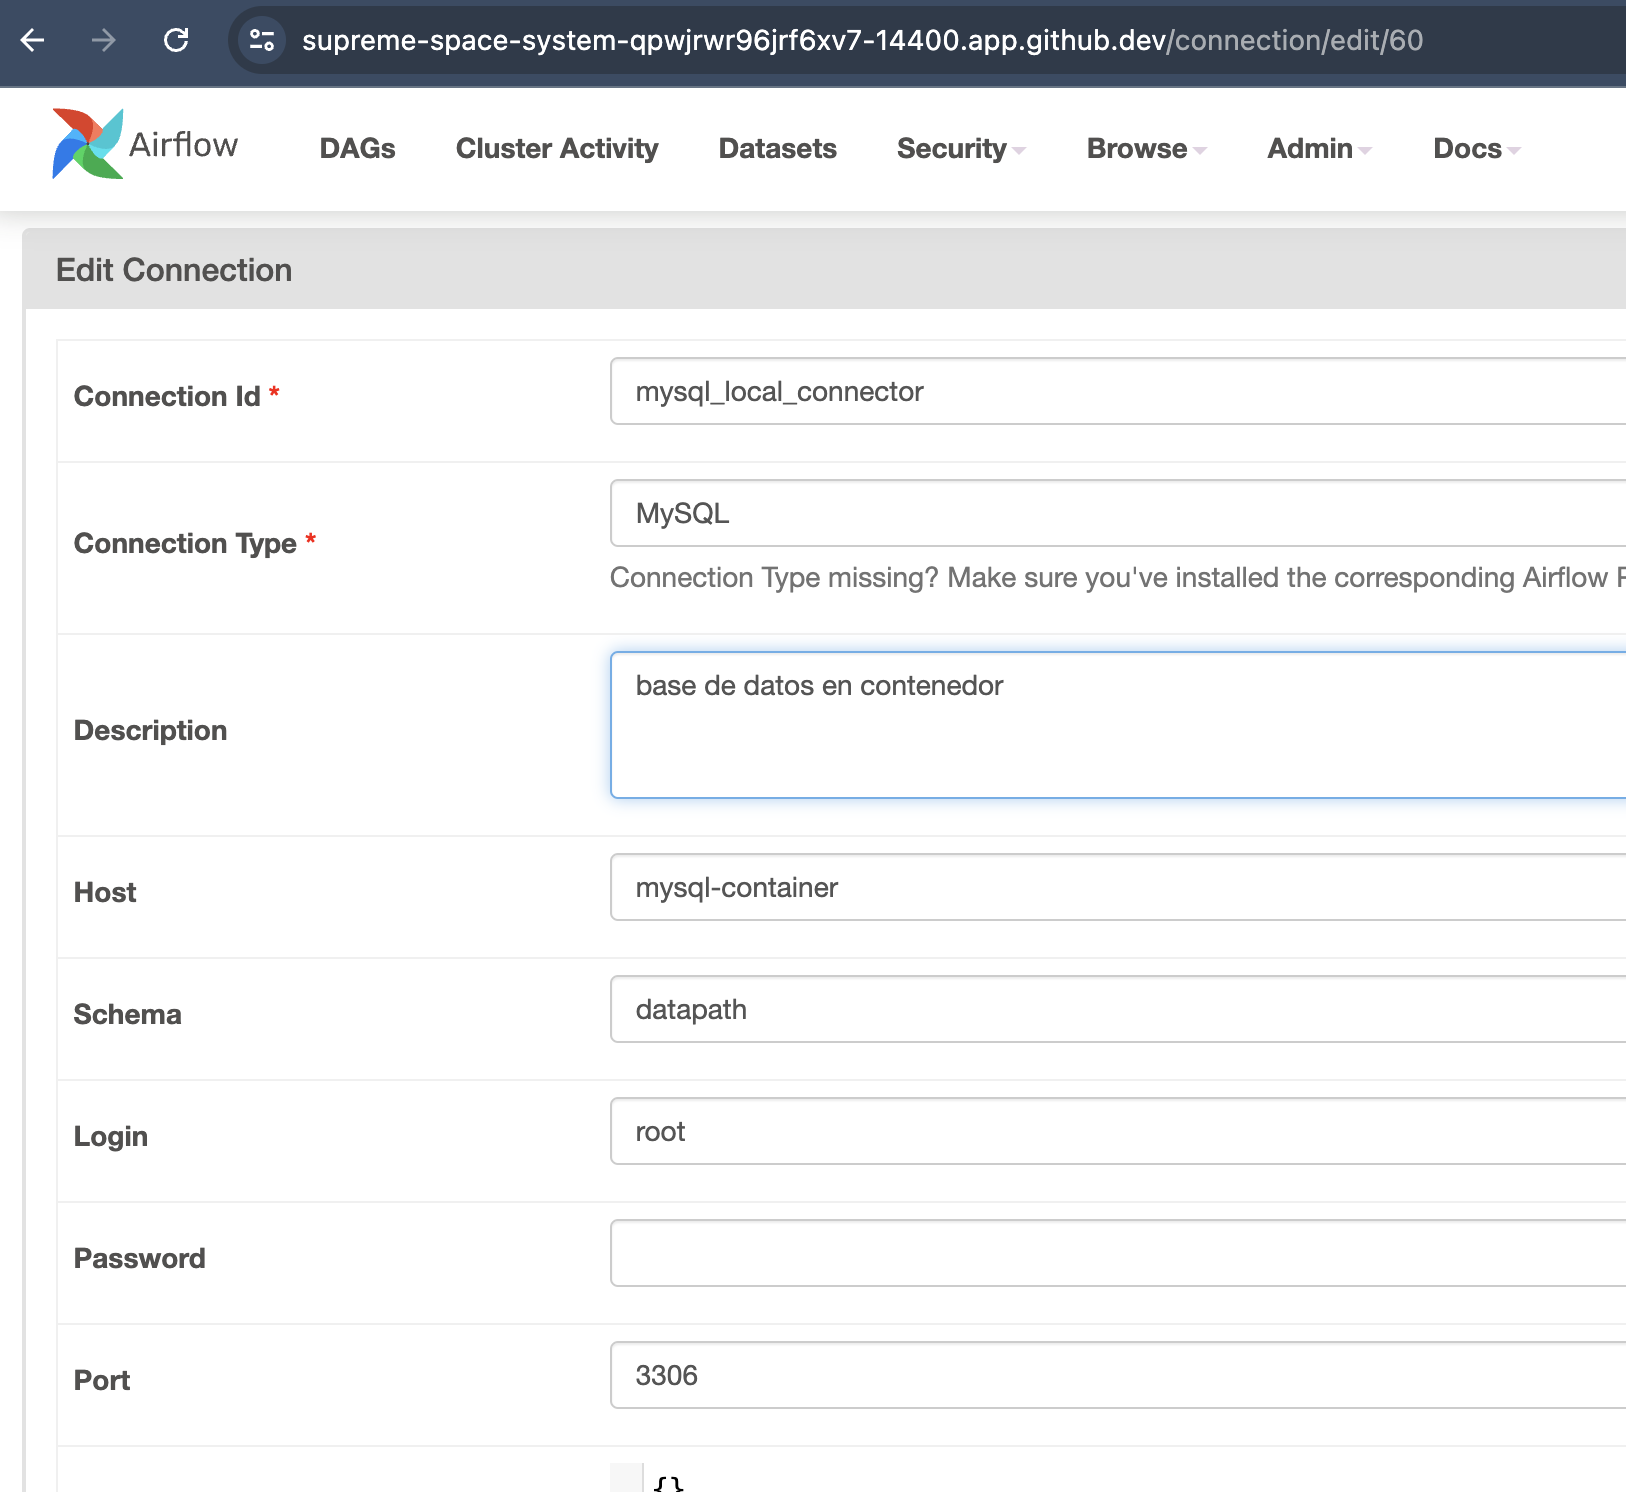 supreme-space-system-qpwjrwr96jrf6xv7-14400.app.github.dev/connection/edit/60
Airflow DAGs Cluster Activity Datasets Security Browse Admin Docs
Edit Connection
Connection Id * mysql_local_connector
Connection Type * MySQL
Connection Type missing? Make sure you've installed the corresponding Airflow
Description base de datos en contenedor
Host mysql-container
Schema datapath
Login root
Password
Port 3306
{}